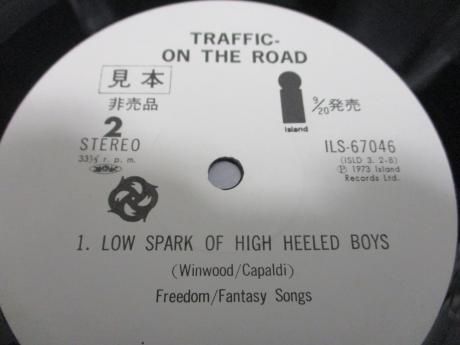 TRAFFIC-
ON THE ROAD
見本
非売品
2
STEREO
33⅓ r. p. m.
island
9/20発売
ILS-67046
(ISLD 3. 2-B)
Ⓟ 1973 Island
Records Ltd.
1. LOW SPARK OF HIGH HEELED BOYS
(Winwood/Capaldi)
Freedom/Fantasy Songs